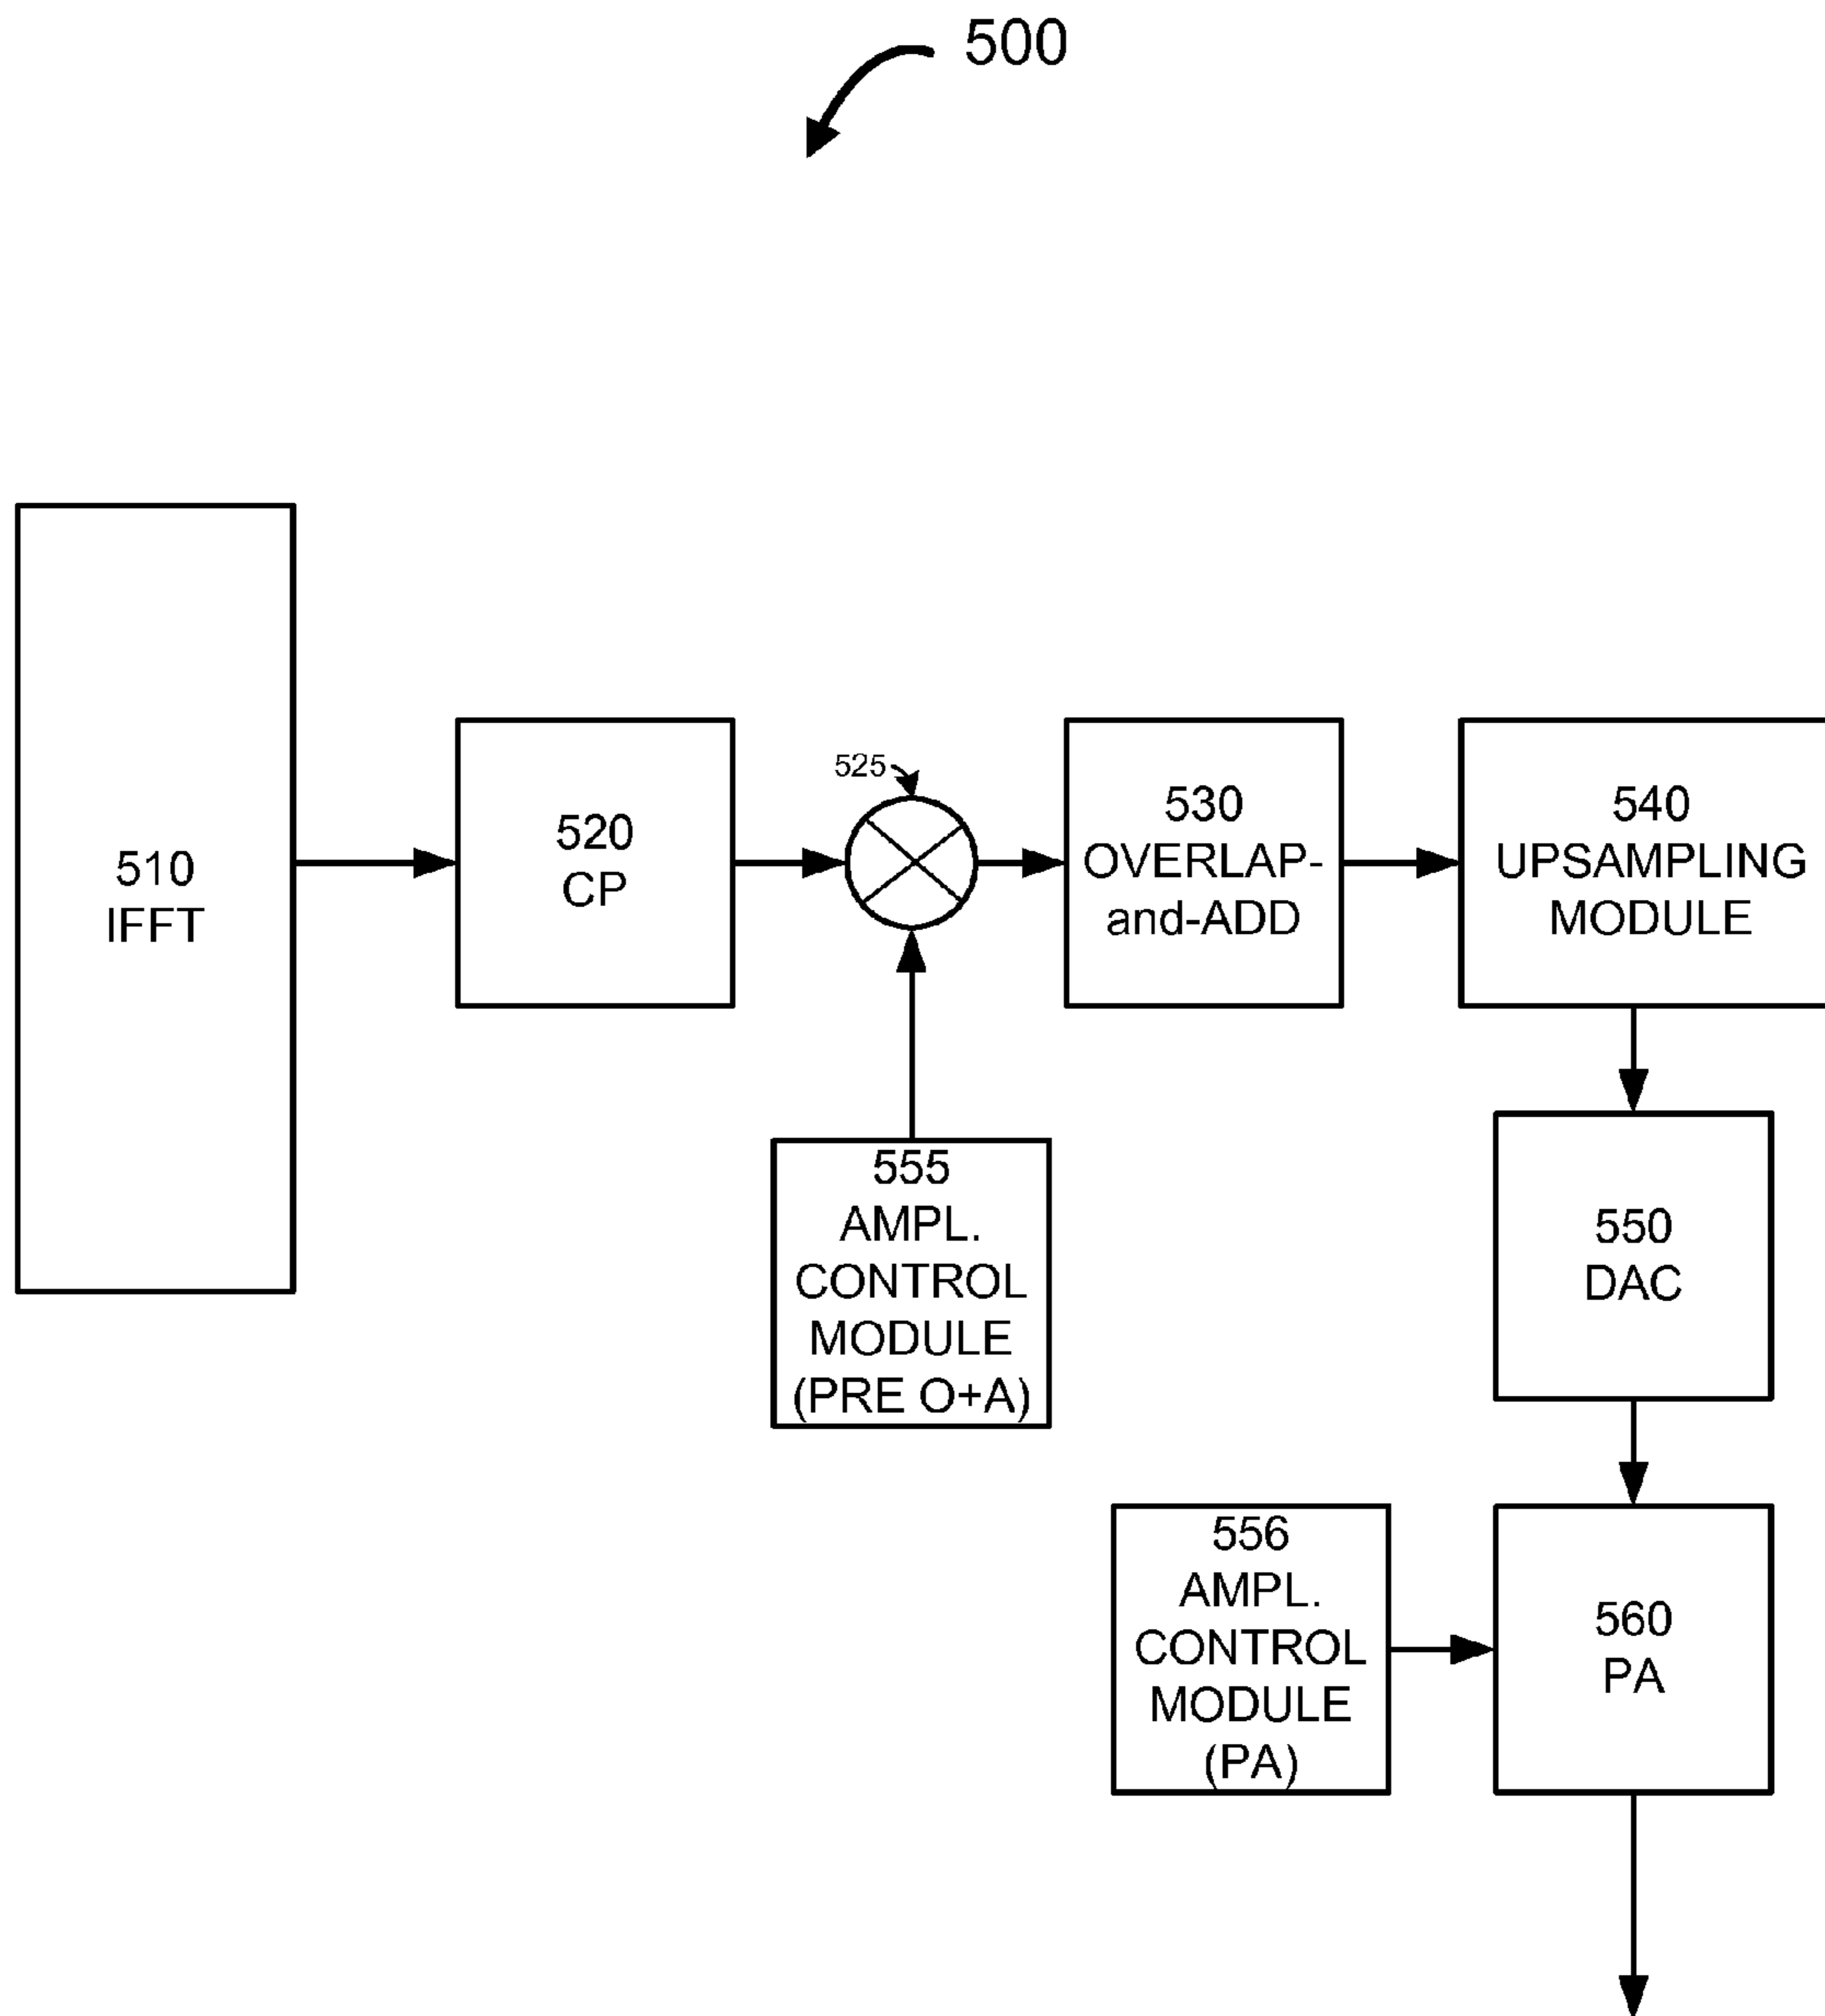 500
510
IFFT
520
CP
525
530
OVERLAP-
and-ADD
540
UPSAMPLING
MODULE
555
AMPL.
CONTROL
MODULE
(PRE O+A)
550
DAC
556
AMPL.
CONTROL
MODULE
(PA)
560
PA